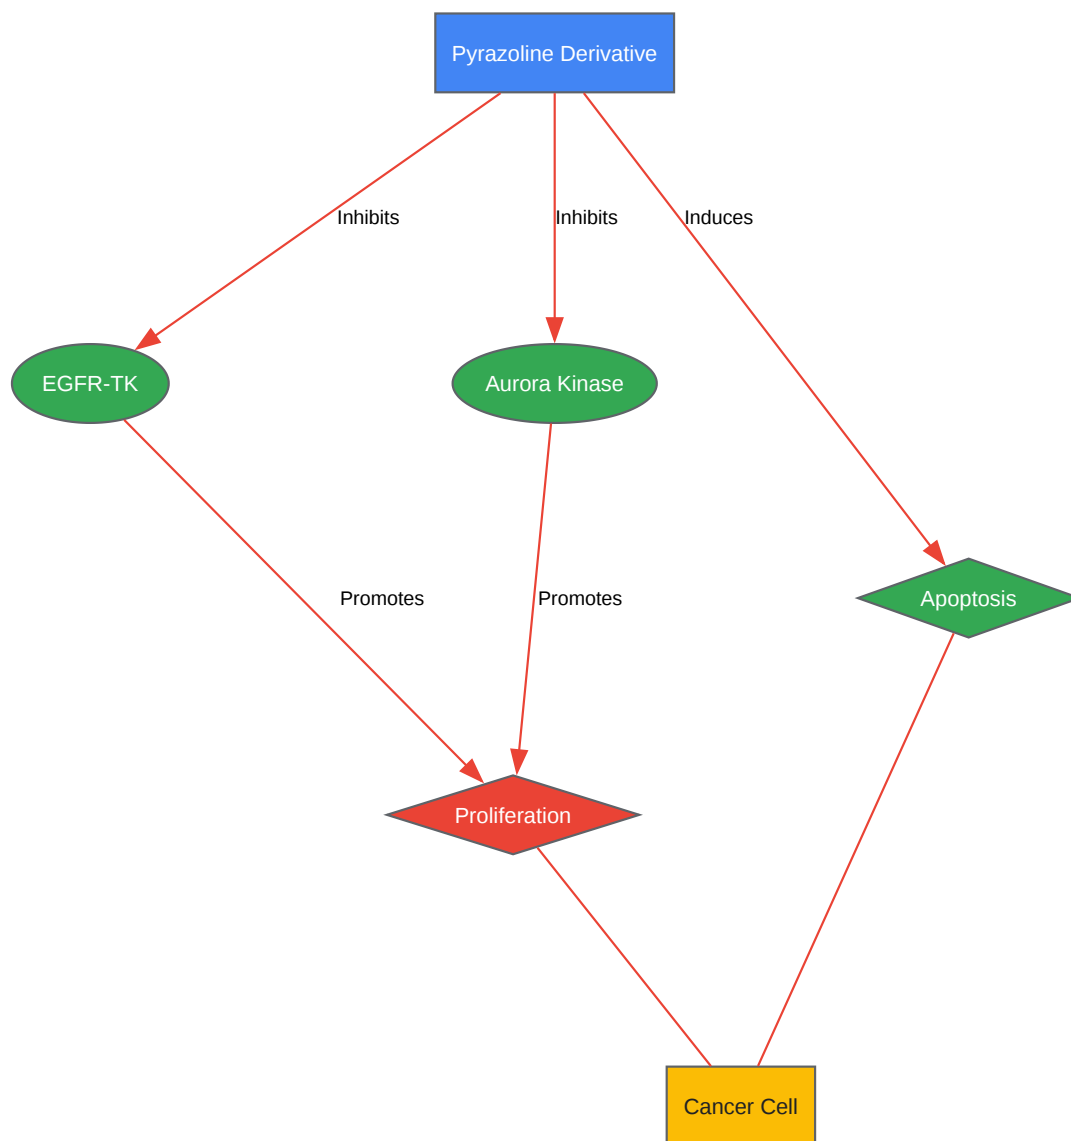 Pyrazoline Derivative
Inhibits
Inhibits
Induces
EGFR-TK
Aurora Kinase
Promotes
Promotes
Apoptosis
Proliferation
Cancer Cell